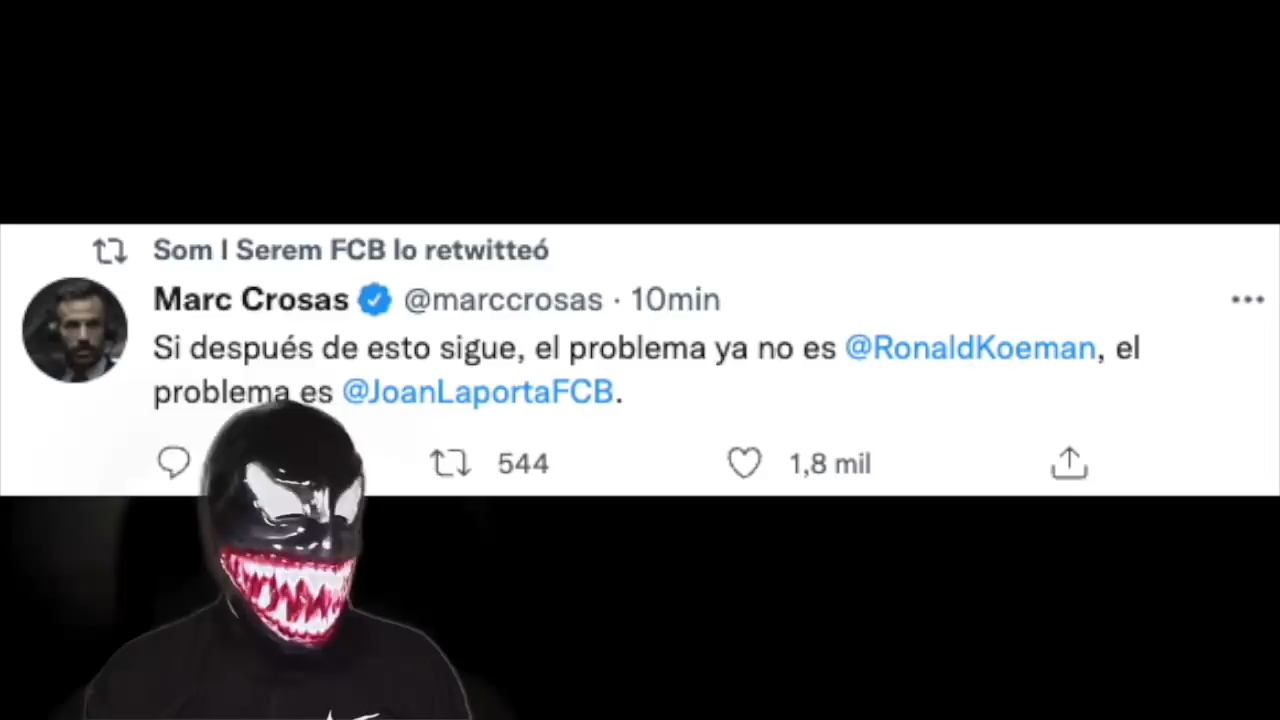 Som I Serem FCB lo retwitteó
Marc Crosas @marccrosas · 10min
Si después de esto sigue, el problema ya no es @RonaldKoeman, el
problema es @JoanLaportaFCB.
544 1,8 mil